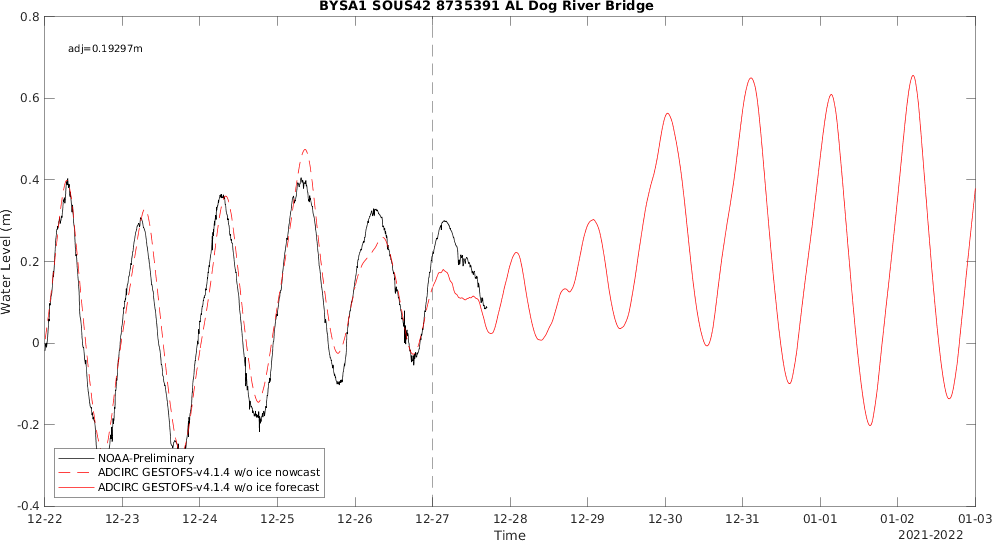 BYSA1 SOUS42 8735391 AL Dog River Bridge
adj=0.19297m
Water Level (m)
0.8
0.6
0.4
0.2
0
-0.2
-0.4
NOAA-Preliminary
ADCIRC GESTOFS-v4.1.4 w/o ice nowcast
ADCIRC GESTOFS-v4.1.4 w/o ice forecast
12-22 12-23 12-24 12-25 12-26 12-27 12-28 12-29 12-30 12-31 01-01 01-02 01-03
Time
2021-2022